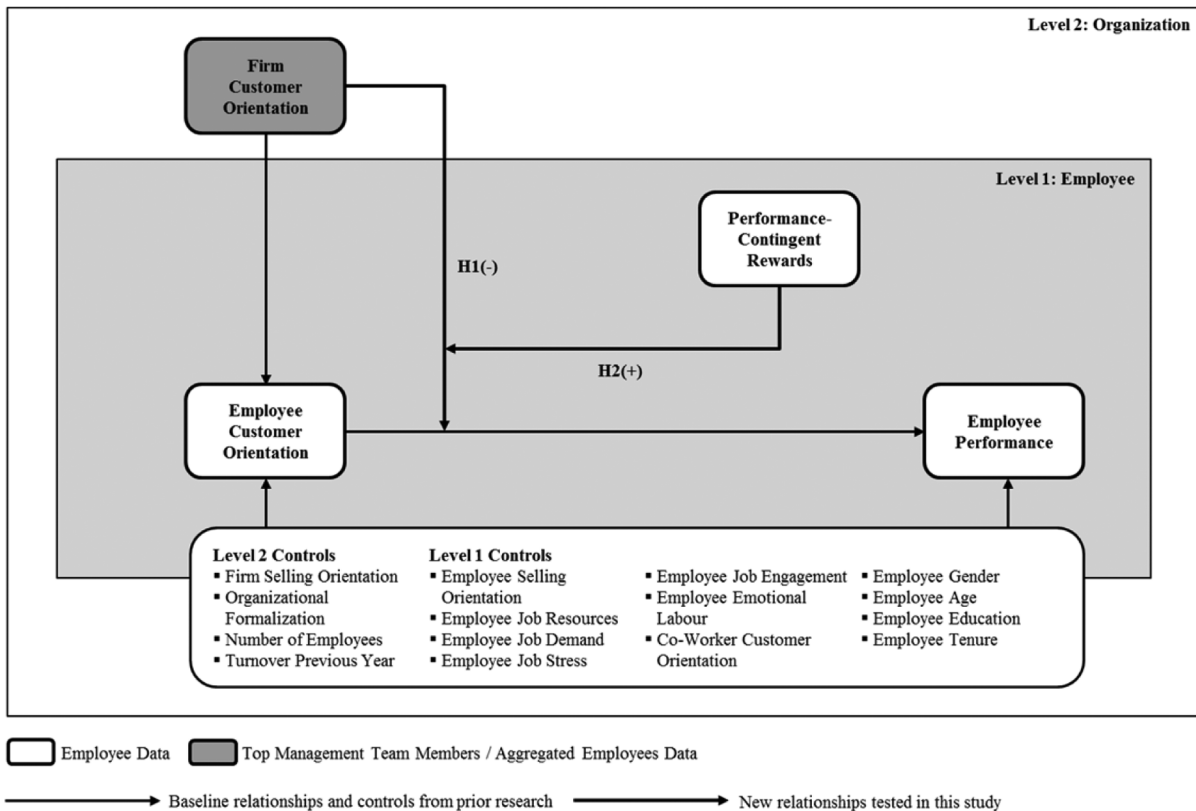 Level 2: Organization
Firm
Customer
Orientation
Level 1: Employee
Performance-
Contingent
Rewards
H1(-)
H2(+)
Employee
Customer
Orientation
Employee
Performance
Level 2 Controls
▪ Firm Selling Orientation
▪ Organizational
Formalization
▪ Number of Employees
▪ Turnover Previous Year
Level 1 Controls
▪ Employee Selling
Orientation
▪ Employee Job Resources
▪ Employee Job Demand
▪ Employee Job Stress
▪ Employee Job Engagement
▪ Employee Emotional
Labour
▪ Co-Worker Customer
Orientation
▪ Employee Gender
▪ Employee Age
▪ Employee Education
▪ Employee Tenure
Employee Data
Top Management Team Members / Aggregated Employees Data
Baseline relationships and controls from prior research
New relationships tested in this study